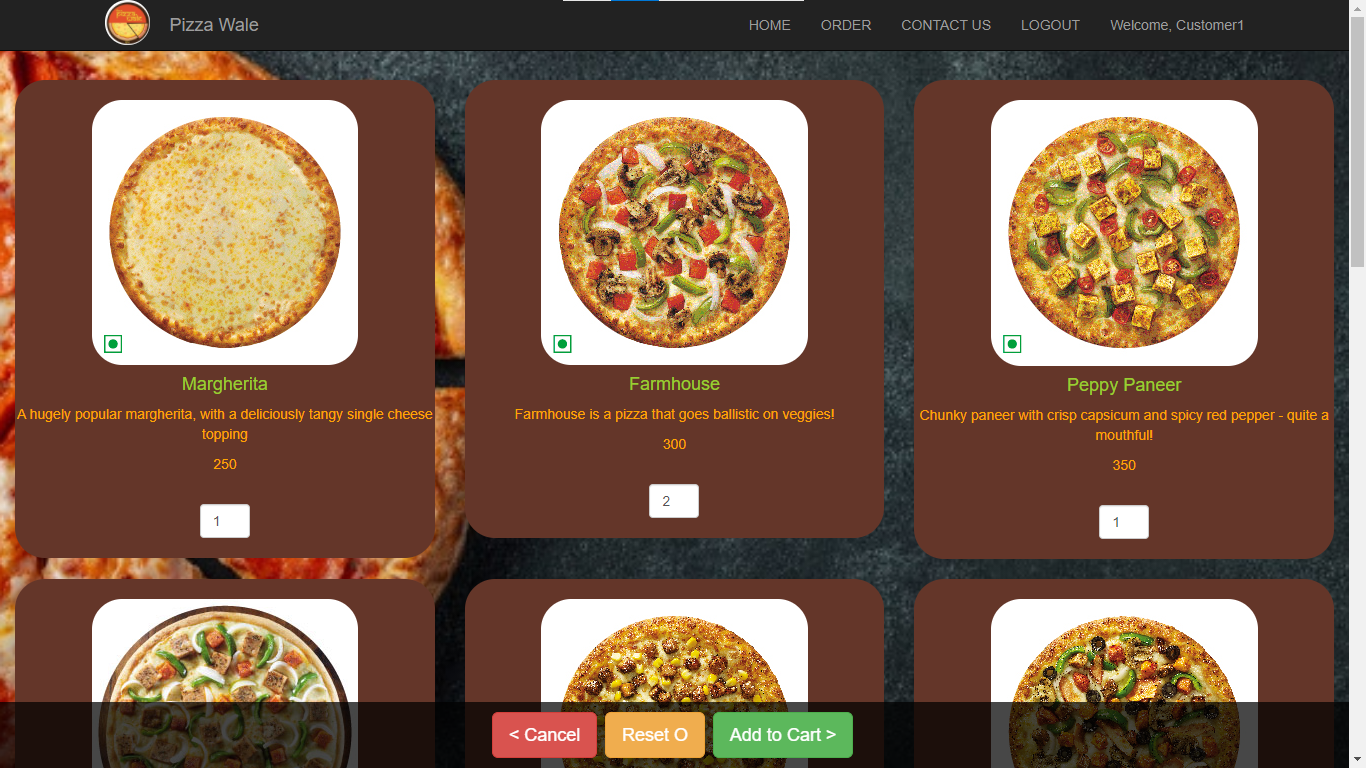 Pizza Wale
HOME
ORDER
CONTACT US
LOGOUT
Welcome, Customer1
Margherita
A hugely popular margherita, with a deliciously tangy single cheese
topping
250
1
Farmhouse
Farmhouse is a pizza that goes ballistic on veggies!
300
2
Peppy Paneer
Chunky paneer with crisp capsicum and spicy red pepper - quite a
mouthful!
350
1
< Cancel
Reset O
Add to Cart >